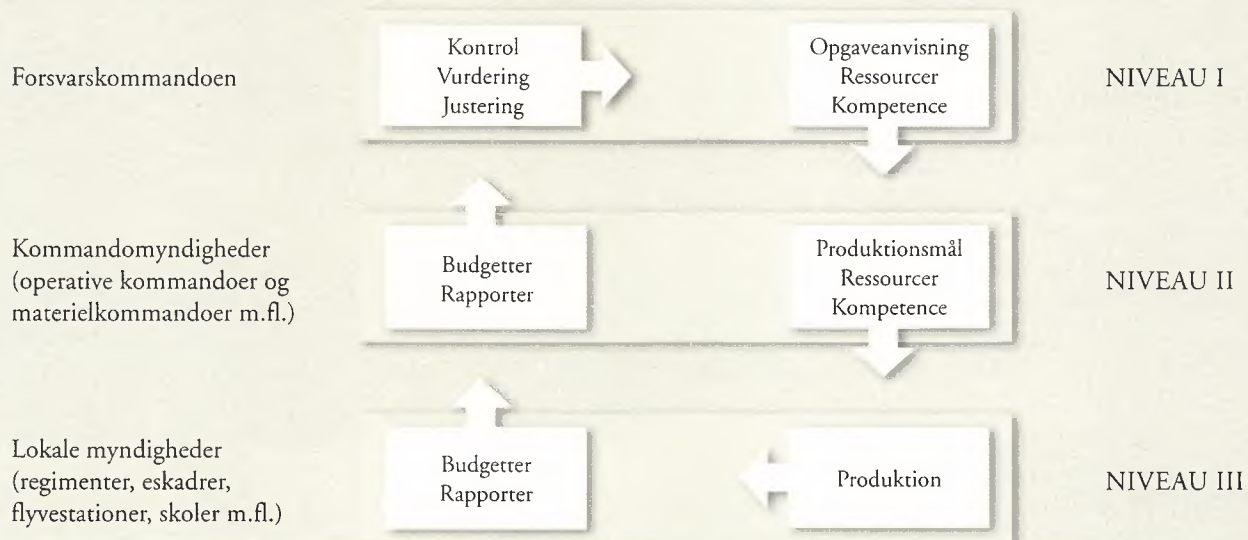 Forsvarskommandoen
Kontrol
Vurdering
Justering
Opgaveanvisning
Ressourcer
Kompetence
NIVEAU I
Kommandomyndigheder
(operative kommandoer og
materielkommandoer m.fl.)
Budgetter
Rapporter
Produktionsmål
Ressourcer
Kompetence
NIVEAU II
Lokale myndigheder
(regimenter, eskadrer,
flyvestationer, skoler m.fl.)
Budgetter
Rapporter
Produktion
NIVEAU III